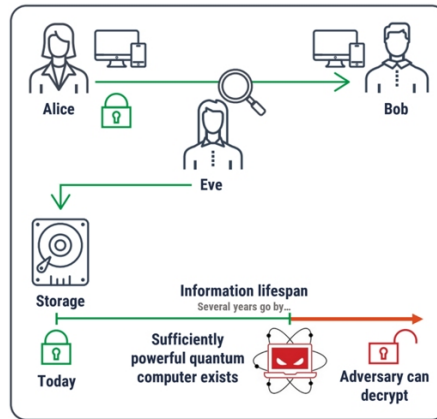 Alice
Bob
Eve
Storage
Information lifespan
Several years go by...
Today
Sufficiently
powerful quantum
computer exists
Adversary can
decrypt